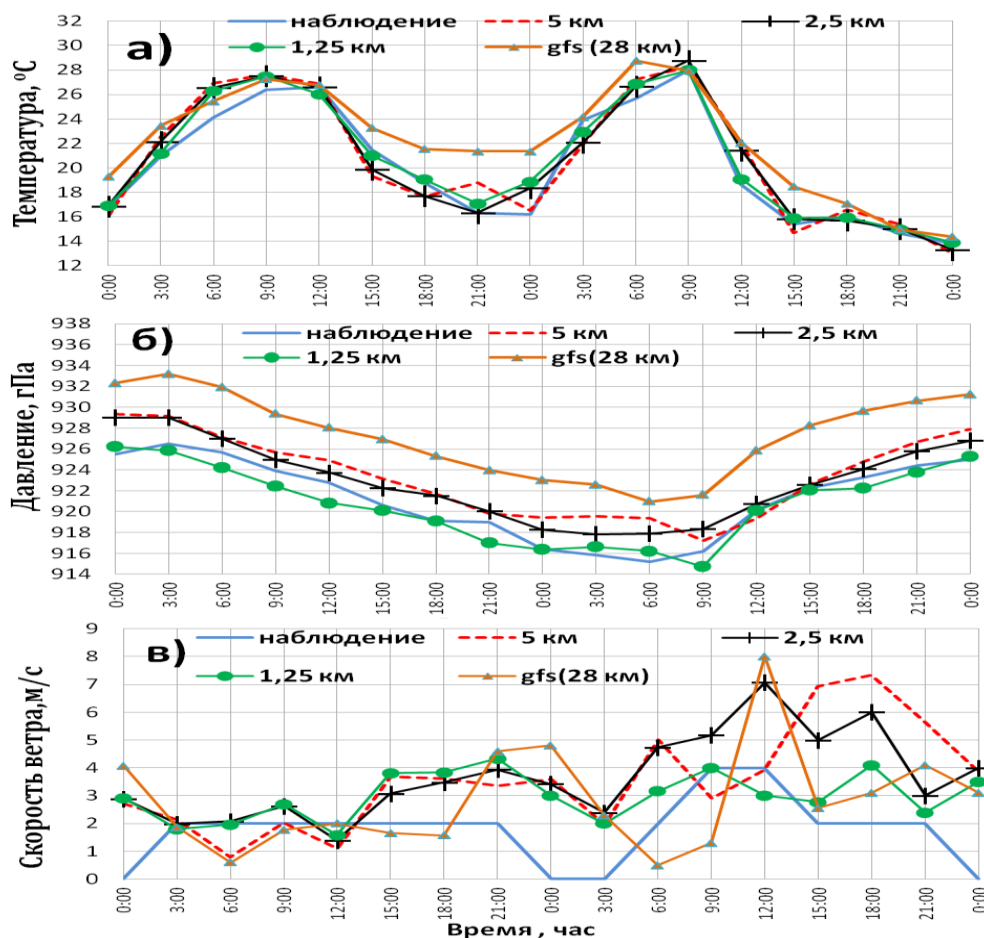 а)
наблюдение 5 км 2,5 км
1,25 км gfs (28 км)
Температура, ºС
32
30
28
26
24
22
20
18
16
14
12
0:00 3:00 6:00 9:00 12:00 15:00 18:00 21:00 0:00 3:00 6:00 9:00 12:00 15:00 18:00 21:00 0:00
б)
наблюдение 5 км 2,5 км
1,25 км gfs(28 км)
Давление, гПа
938
936
934
932
930
928
926
924
922
920
918
916
914
0:00 3:00 6:00 9:00 12:00 15:00 18:00 21:00 0:00 3:00 6:00 9:00 12:00 15:00 18:00 21:00 0:00
в)
наблюдение 5 км 2,5 км
1,25 км gfs(28 км)
Скорость ветра,м/с
9
8
7
6
5
4
3
2
1
0
0:00 3:00 6:00 9:00 12:00 15:00 18:00 21:00 0:00 3:00 6:00 9:00 12:00 15:00 18:00 21:00 0:00
Время , час